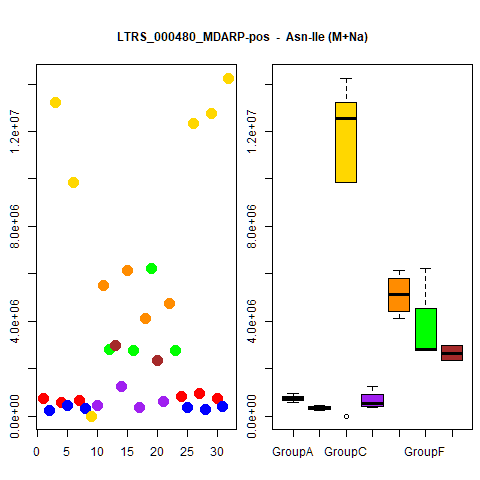 LTRS_000480_MDARP-pos - Asn-Ile (M+Na)
0.0e+00 4.0e+06 8.0e+06 1.2e+07
0.0e+00 4.0e+06 8.0e+06 1.2e+07
0 5 10 15 20 25 30
GroupA GroupC GroupF